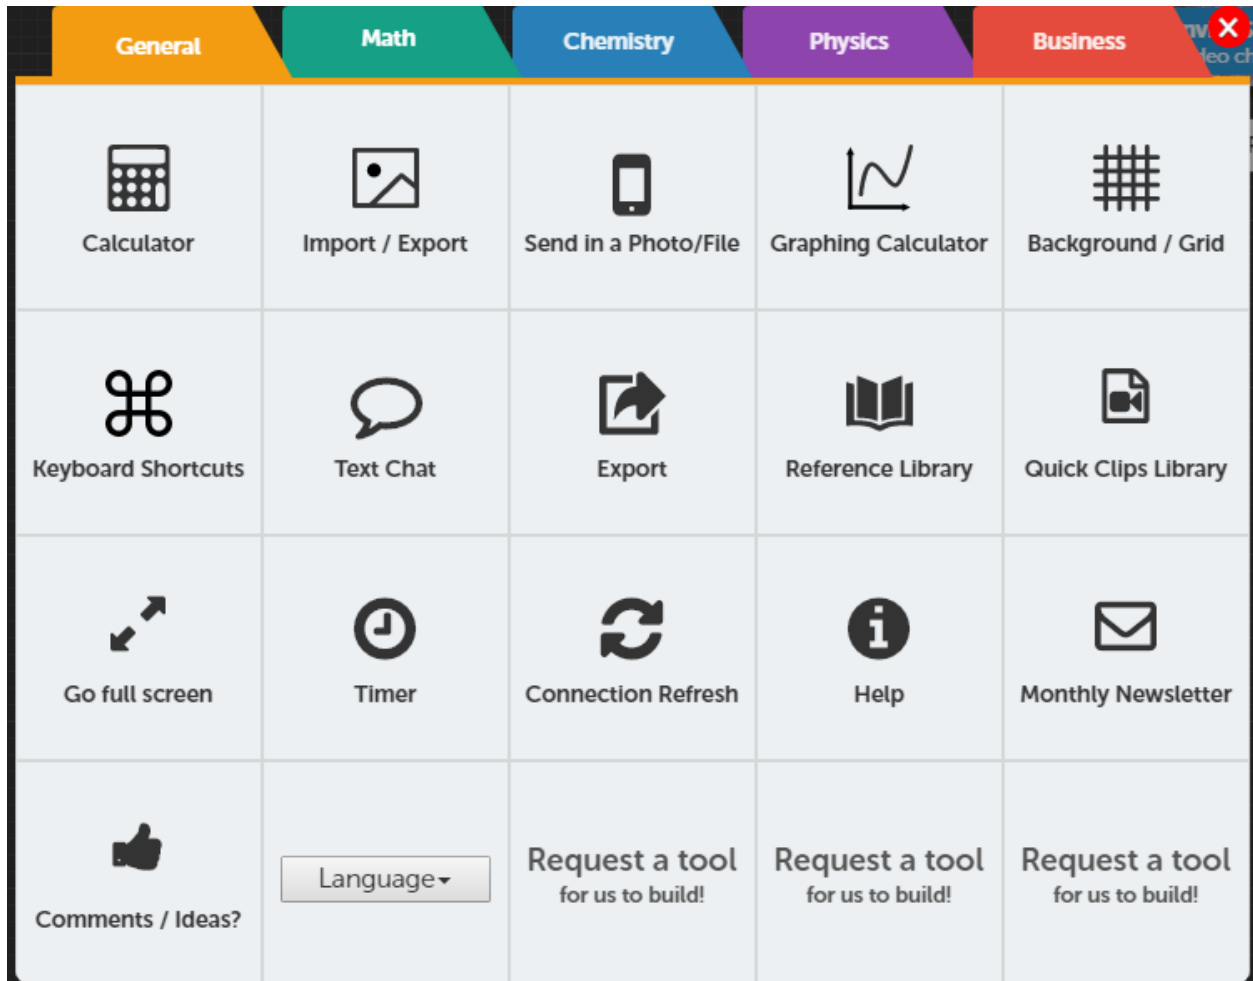 General Math Chemistry Physics Business
Calculator Import / Export Send in a Photo/File Graphing Calculator Background / Grid
Keyboard Shortcuts Text Chat Export Reference Library Quick Clips Library
Go full screen Timer Connection Refresh Help Monthly Newsletter
Request a tool Request a tool Request a tool
Language
for us to build! for us to build! for us to build!
Comments / Ideas?